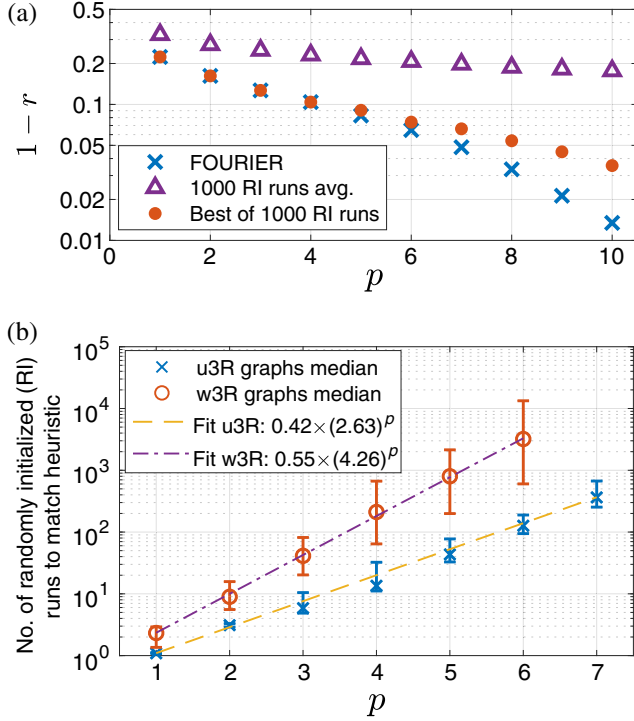 (a)
0.5
0.2
0.1
0.05
0.02
0.01
1 − r
FOURIER
1000 RI runs avg.
Best of 1000 RI runs
0 2 4 6 8 10
p
(b)
10^5
10^4
10^3
10^2
10^1
10^0
No. of randomly initialized (RI)
runs to match heuristic
u3R graphs median
w3R graphs median
Fit u3R: 0.42×(2.63)^p
Fit w3R: 0.55×(4.26)^p
1 2 3 4 5 6 7
p